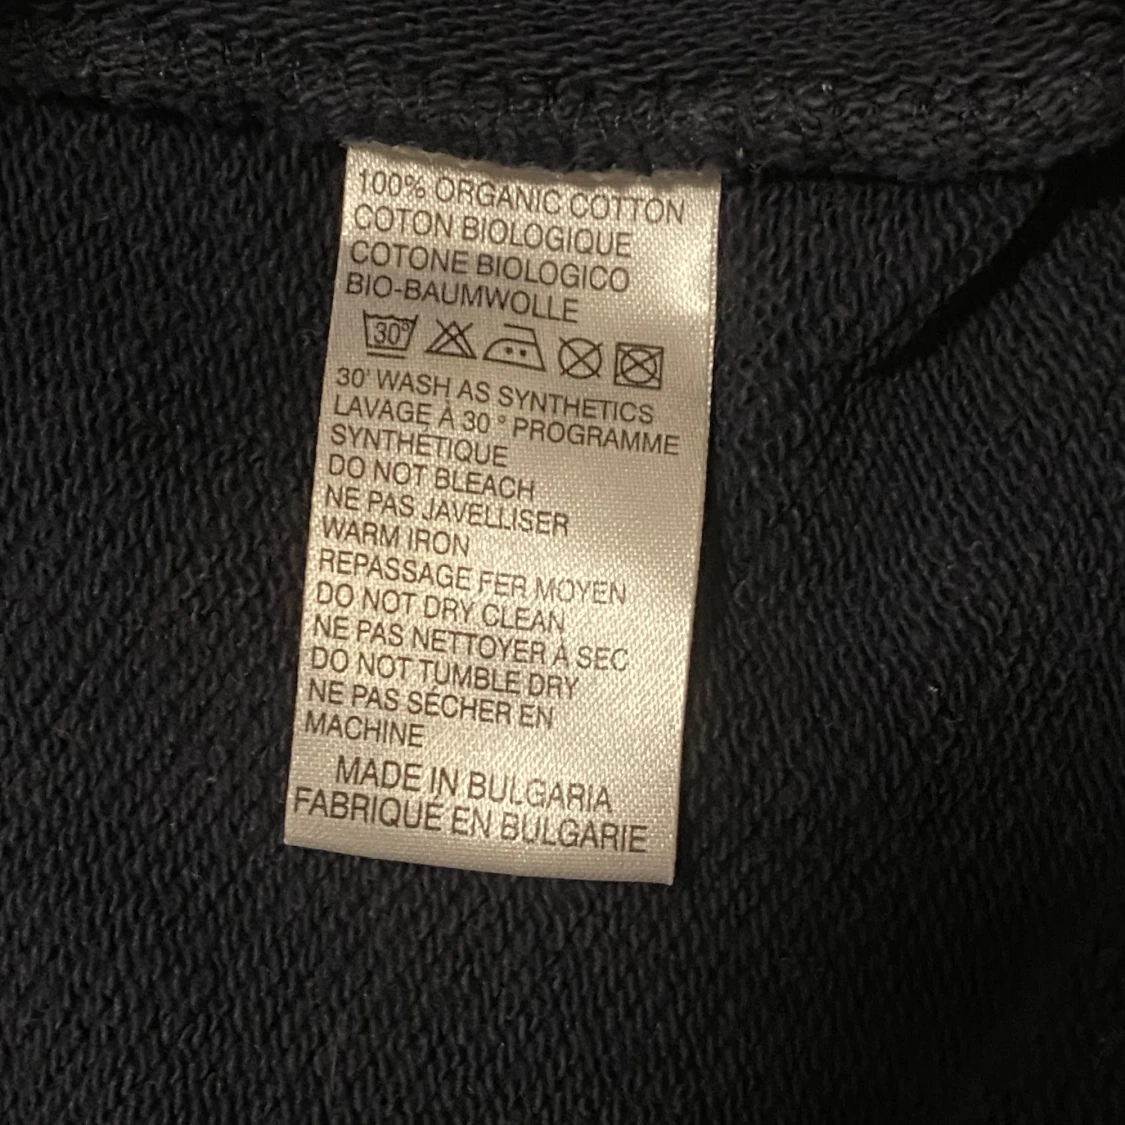 100% ORGANIC COTTON
COTON BIOLOGIQUE
COTONE BIOLOGICO
BIO-BAUMWOLLE
30°
30' WASH AS SYNTHETICS
LAVAGE À 30 ° PROGRAMME
SYNTHÉTIQUE
DO NOT BLEACH
NE PAS JAVELLISER
WARM IRON
REPASSAGE FER MOYEN
DO NOT DRY CLEAN
NE PAS NETTOYER À SEC
DO NOT TUMBLE DRY
NE PAS SÉCHER EN
MACHINE
MADE IN BULGARIA
FABRIQUÉ EN BULGARIE